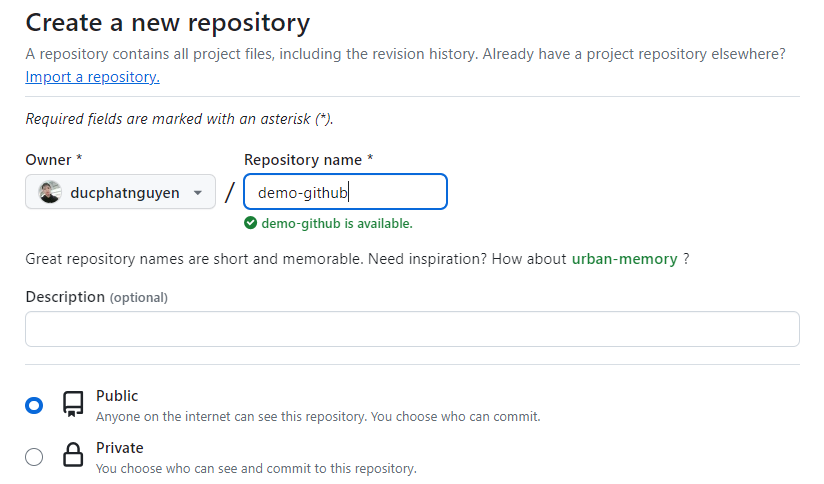 Create a new repository
A repository contains all project files, including the revision history. Already have a project repository elsewhere?
Import a repository.
Required fields are marked with an asterisk (*).
Owner * Repository name *
ducphatnguyen / demo-github
demo-github is available.
Great repository names are short and memorable. Need inspiration? How about urban-memory ?
Description (optional)
Public
Anyone on the internet can see this repository. You choose who can commit.
Private
You choose who can see and commit to this repository.